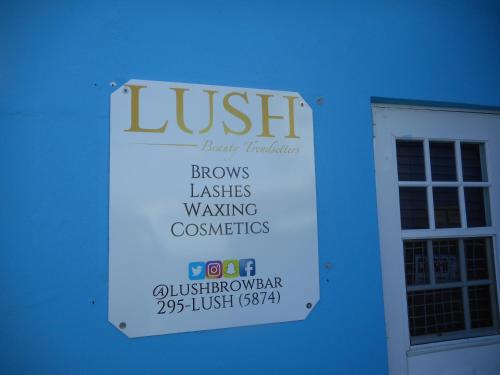 LUSH
Beauty Trendsetters
BROWS
LASHES
WAXING
COSMETICS
@LUSHBROWBAR
295-LUSH (5874)